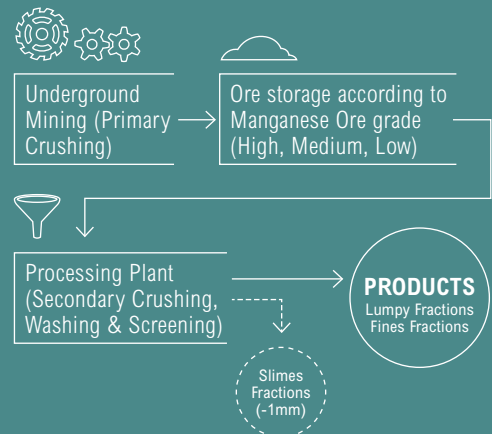 Underground
Mining (Primary
Crushing)
Ore storage according to
Manganese Ore grade
(High, Medium, Low)
Processing Plant
(Secondary Crushing,
Washing & Screening)
PRODUCTS
Lumpy Fractions
Fines Fractions
Slimes
Fractions
(-1mm)